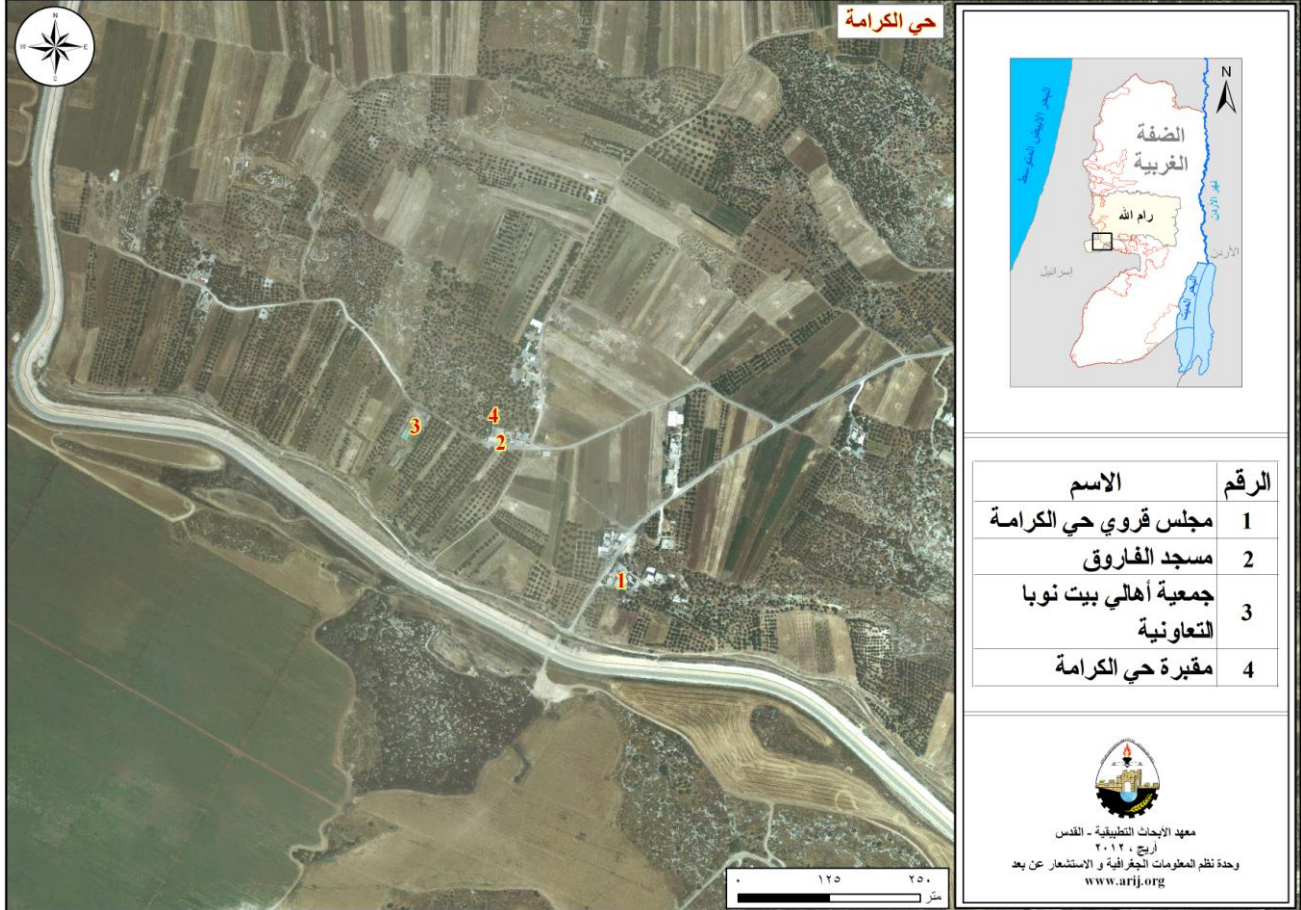 حي الكرامة
N
W
E
S
3
4
2
1
N
البحر الابيض المتوسط
الضفة
الغربية
رام الله
نهر الأردن
الأردن
إسرائيل
البحر الميت
الرقم الاسم
1 مجلس قروي حي الكرامة
2 مسجد الفاروق
3 جمعية أهالي بيت نوبا
التعاونية
4 مقبرة حي الكرامة
معهد الأبحاث التطبيقية - القدس
أريج ، ٢٠١٢
وحدة نظم المعلومات الجغرافية و الاستشعار عن بعد
www.arij.org
٠ ١٢٥ ٢٥٠
متر